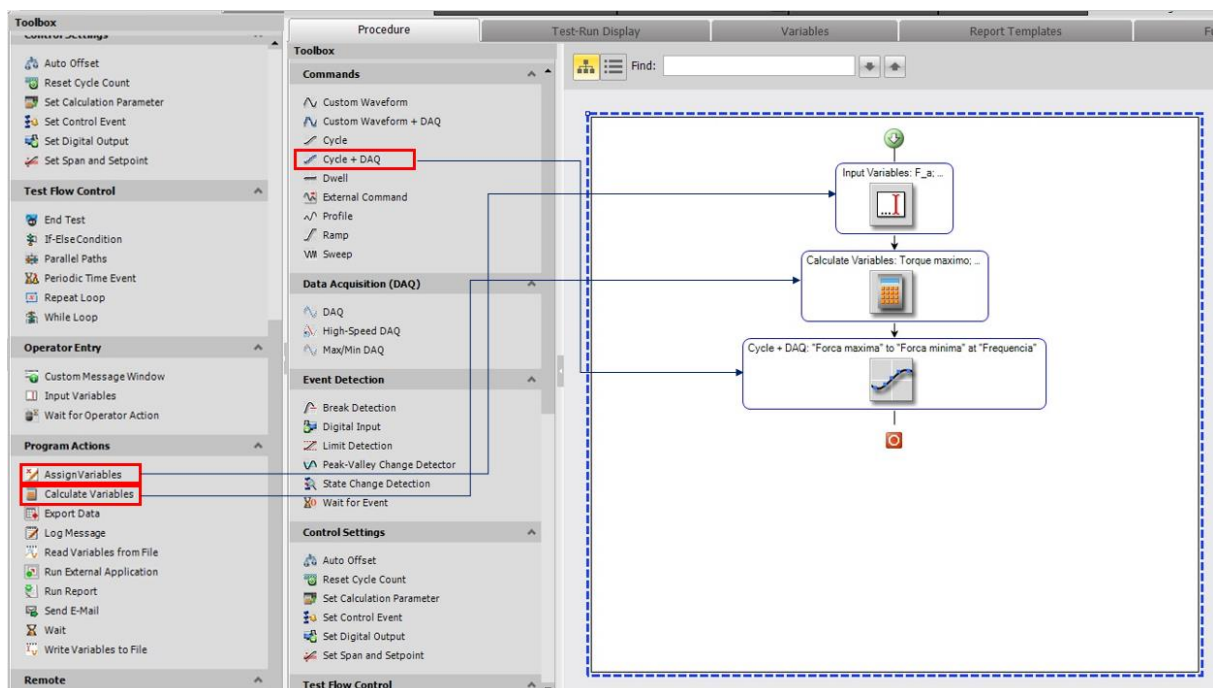 Toolbox
Control Settings
Auto Offset
Reset Cycle Count
Set Calculation Parameter
Set Control Event
Set Digital Output
Set Span and Setpoint
Test Flow Control
End Test
If-Else Condition
Parallel Paths
Periodic Time Event
Repeat Loop
While Loop
Operator Entry
Custom Message Window
Input Variables
Wait for Operator Action
Program Actions
Assign Variables
Calculate Variables
Export Data
Log Message
Read Variables from File
Run External Application
Run Report
Send E-Mail
Wait
Write Variables to File
Remote
Procedure
Test-Run Display
Variables
Report Templates
Toolbox
Commands
Custom Waveform
Custom Waveform + DAQ
Cycle
Cycle + DAQ
Dwell
External Command
Profile
Ramp
Sweep
Data Acquisition (DAQ)
DAQ
High-Speed DAQ
Max/Min DAQ
Event Detection
Break Detection
Digital Input
Limit Detection
Peak-Valley Change Detector
State Change Detection
Wait for Event
Control Settings
Auto Offset
Reset Cycle Count
Set Calculation Parameter
Set Control Event
Set Digital Output
Set Span and Setpoint
Test Flow Control
Find:
Input Variables: F_a; ...
Calculate Variables: Torque maximo; ...
Cycle + DAQ: "Forca maxima" to "Forca minima" at "Frequencia"